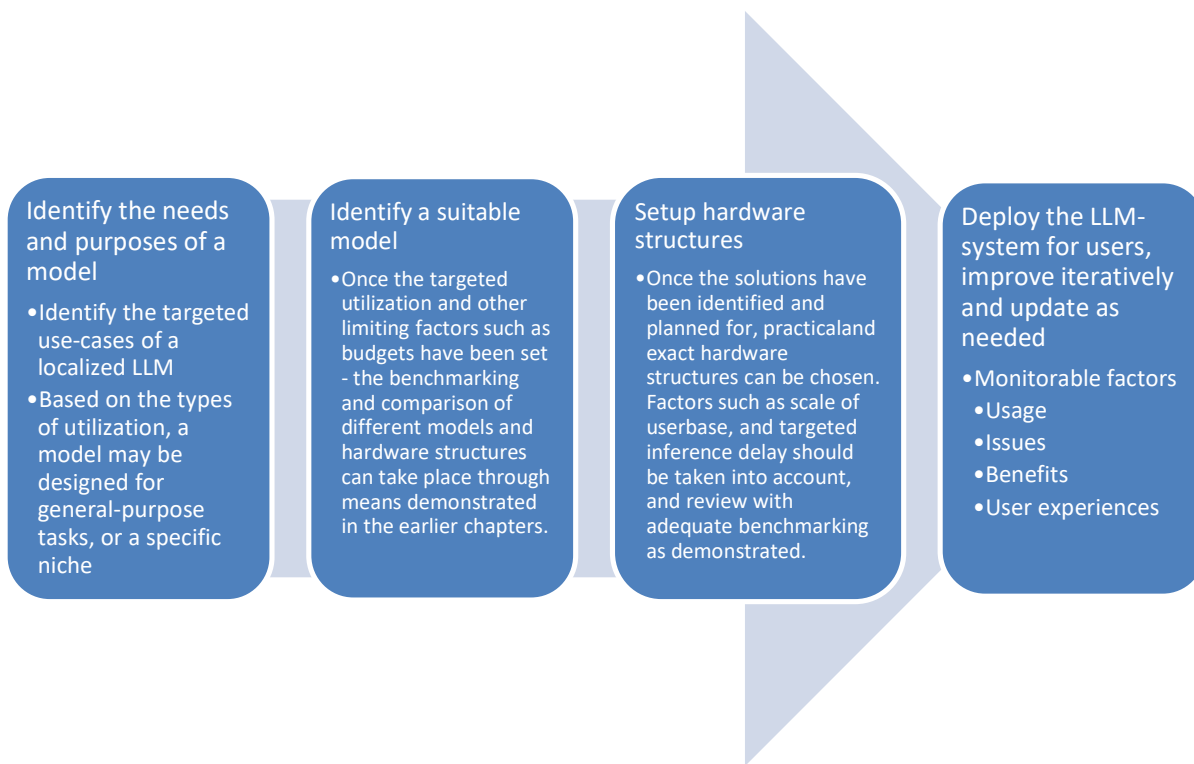 Identify the needs
and purposes of a
model
•Identify the targeted
use-cases of a
localized LLM
•Based on the types
of utilization, a
model may be
designed for
general-purpose
tasks, or a specific
niche
Identify a suitable
model
•Once the targeted
utilization and other
limiting factors such as
budgets have been set
- the benchmarking
and comparison of
different models and
hardware structures
can take place through
means demonstrated
in the earlier chapters.
Setup hardware
structures
•Once the solutions have
been identified and
planned for, practicaland
exact hardware
structures can be chosen.
Factors such as scale of
userbase, and targeted
inference delay should
be taken into account,
and review with
adequate benchmarking
as demonstrated.
Deploy the LLM-
system for users,
improve iteratively
and update as
needed
•Monitorable factors
•Usage
•Issues
•Benefits
•User experiences